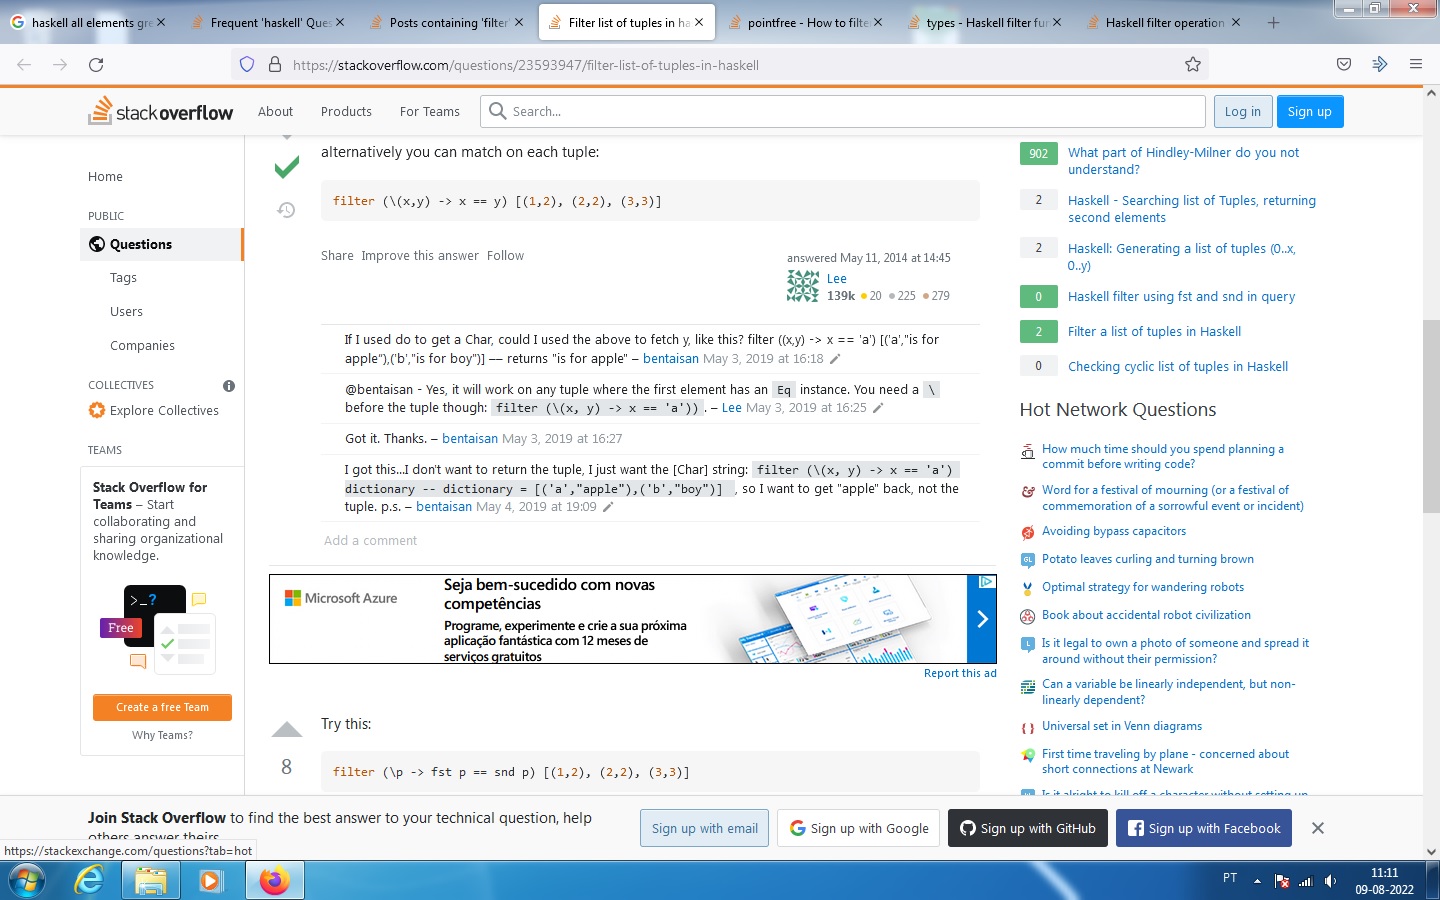 haskell all elements gre
Frequent 'haskell' Ques
Posts containing 'filter'
Filter list of tuples in ha
pointfree - How to filte
types - Haskell filter fun
Haskell filter operation
https://stackoverflow.com/questions/23593947/filter-list-of-tuples-in-haskell
stackoverflow
About
Products
For Teams
Search...
Log in
Sign up
Home
PUBLIC
Questions
Tags
Users
Companies
COLLECTIVES
Explore Collectives
TEAMS
Stack Overflow for
Teams – Start
collaborating and
sharing organizational
knowledge.
>_?
Free
Create a free Team
Why Teams?
alternatively you can match on each tuple:
filter (\(x,y) -> x == y) [(1,2), (2,2), (3,3)]
Share Improve this answer Follow
answered May 11, 2014 at 14:45
Lee
139k 20 225 279
If I used do to get a Char, could I used the above to fetch y, like this? filter ((x,y) -> x == 'a') [('a',"is for
apple"),('b',"is for boy")] –– returns "is for apple" – bentaisan May 3, 2019 at 16:18
@bentaisan - Yes, it will work on any tuple where the first element has an Eq instance. You need a \
before the tuple though: filter (\(x, y) -> x == 'a')) . – Lee May 3, 2019 at 16:25
Got it. Thanks. – bentaisan May 3, 2019 at 16:27
I got this...I don't want to return the tuple, I just want the [Char] string: filter (\(x, y) -> x == 'a')
dictionary -- dictionary = [('a',"apple"),('b',"boy")] , so I want to get "apple" back, not the
tuple. p.s. – bentaisan May 4, 2019 at 19:09
Add a comment
Microsoft Azure
Seja bem-sucedido com novas
competências
Programe, experimente e crie a sua próxima
aplicação fantástica com 12 meses de
serviços gratuitos
Report this ad
8
Try this:
filter (\p -> fst p == snd p) [(1,2), (2,2), (3,3)]
902 What part of Hindley-Milner do you not
understand?
2 Haskell - Searching list of Tuples, returning
second elements
2 Haskell: Generating a list of tuples (0..x,
0..y)
0 Haskell filter using fst and snd in query
2 Filter a list of tuples in Haskell
0 Checking cyclic list of tuples in Haskell
Hot Network Questions
How much time should you spend planning a
commit before writing code?
Word for a festival of mourning (or a festival of
commemoration of a sorrowful event or incident)
Avoiding bypass capacitors
GL Potato leaves curling and turning brown
Optimal strategy for wandering robots
Book about accidental robot civilization
L Is it legal to own a photo of someone and spread it
around without their permission?
Can a variable be linearly independent, but non-
linearly dependent?
Universal set in Venn diagrams
First time traveling by plane - concerned about
short connections at Newark
Is it alright to kill off a character without setting up
Join Stack Overflow to find the best answer to your technical question, help
others answer theirs.
Sign up with email
Sign up with Google
Sign up with GitHub
Sign up with Facebook
https://stackexchange.com/questions?tab=hot
PT
11:11
09-08-2022